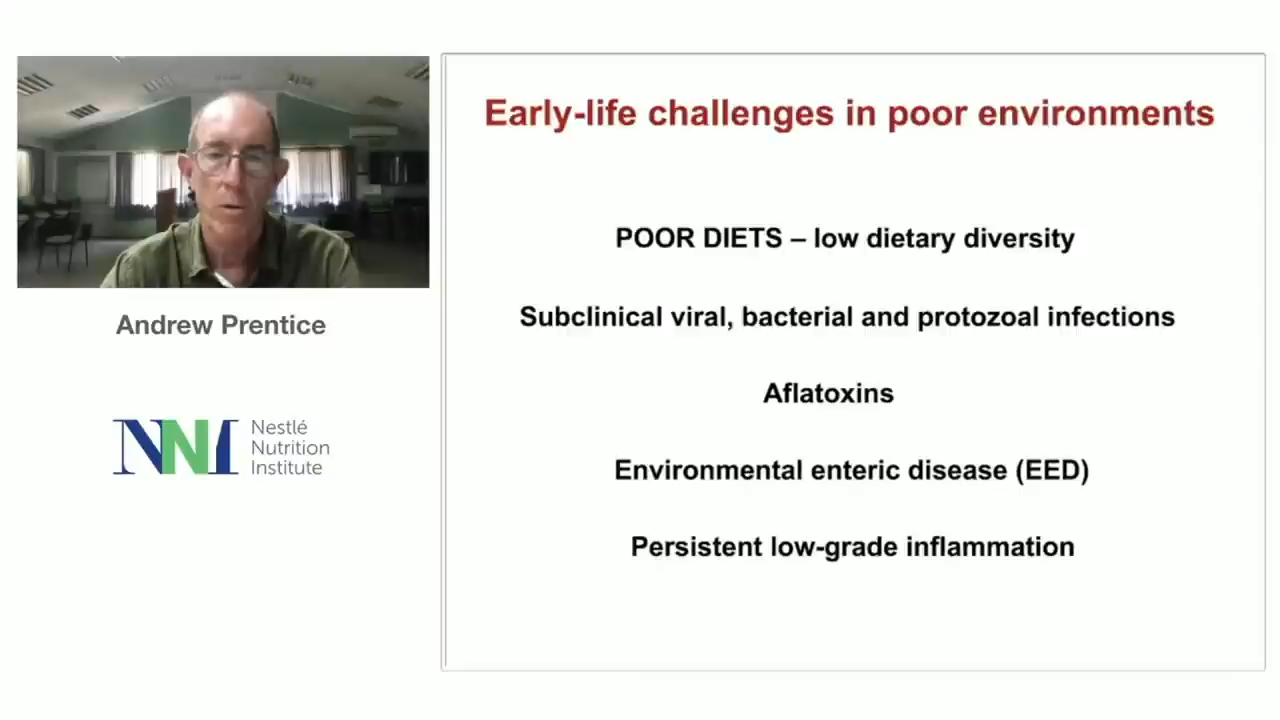 Early-life challenges in poor environments
POOR DIETS – low dietary diversity
Subclinical viral, bacterial and protozoal infections
Aflatoxins
Environmental enteric disease (EED)
Persistent low-grade inflammation
Andrew Prentice
NNI
Nestlé
Nutrition
Institute